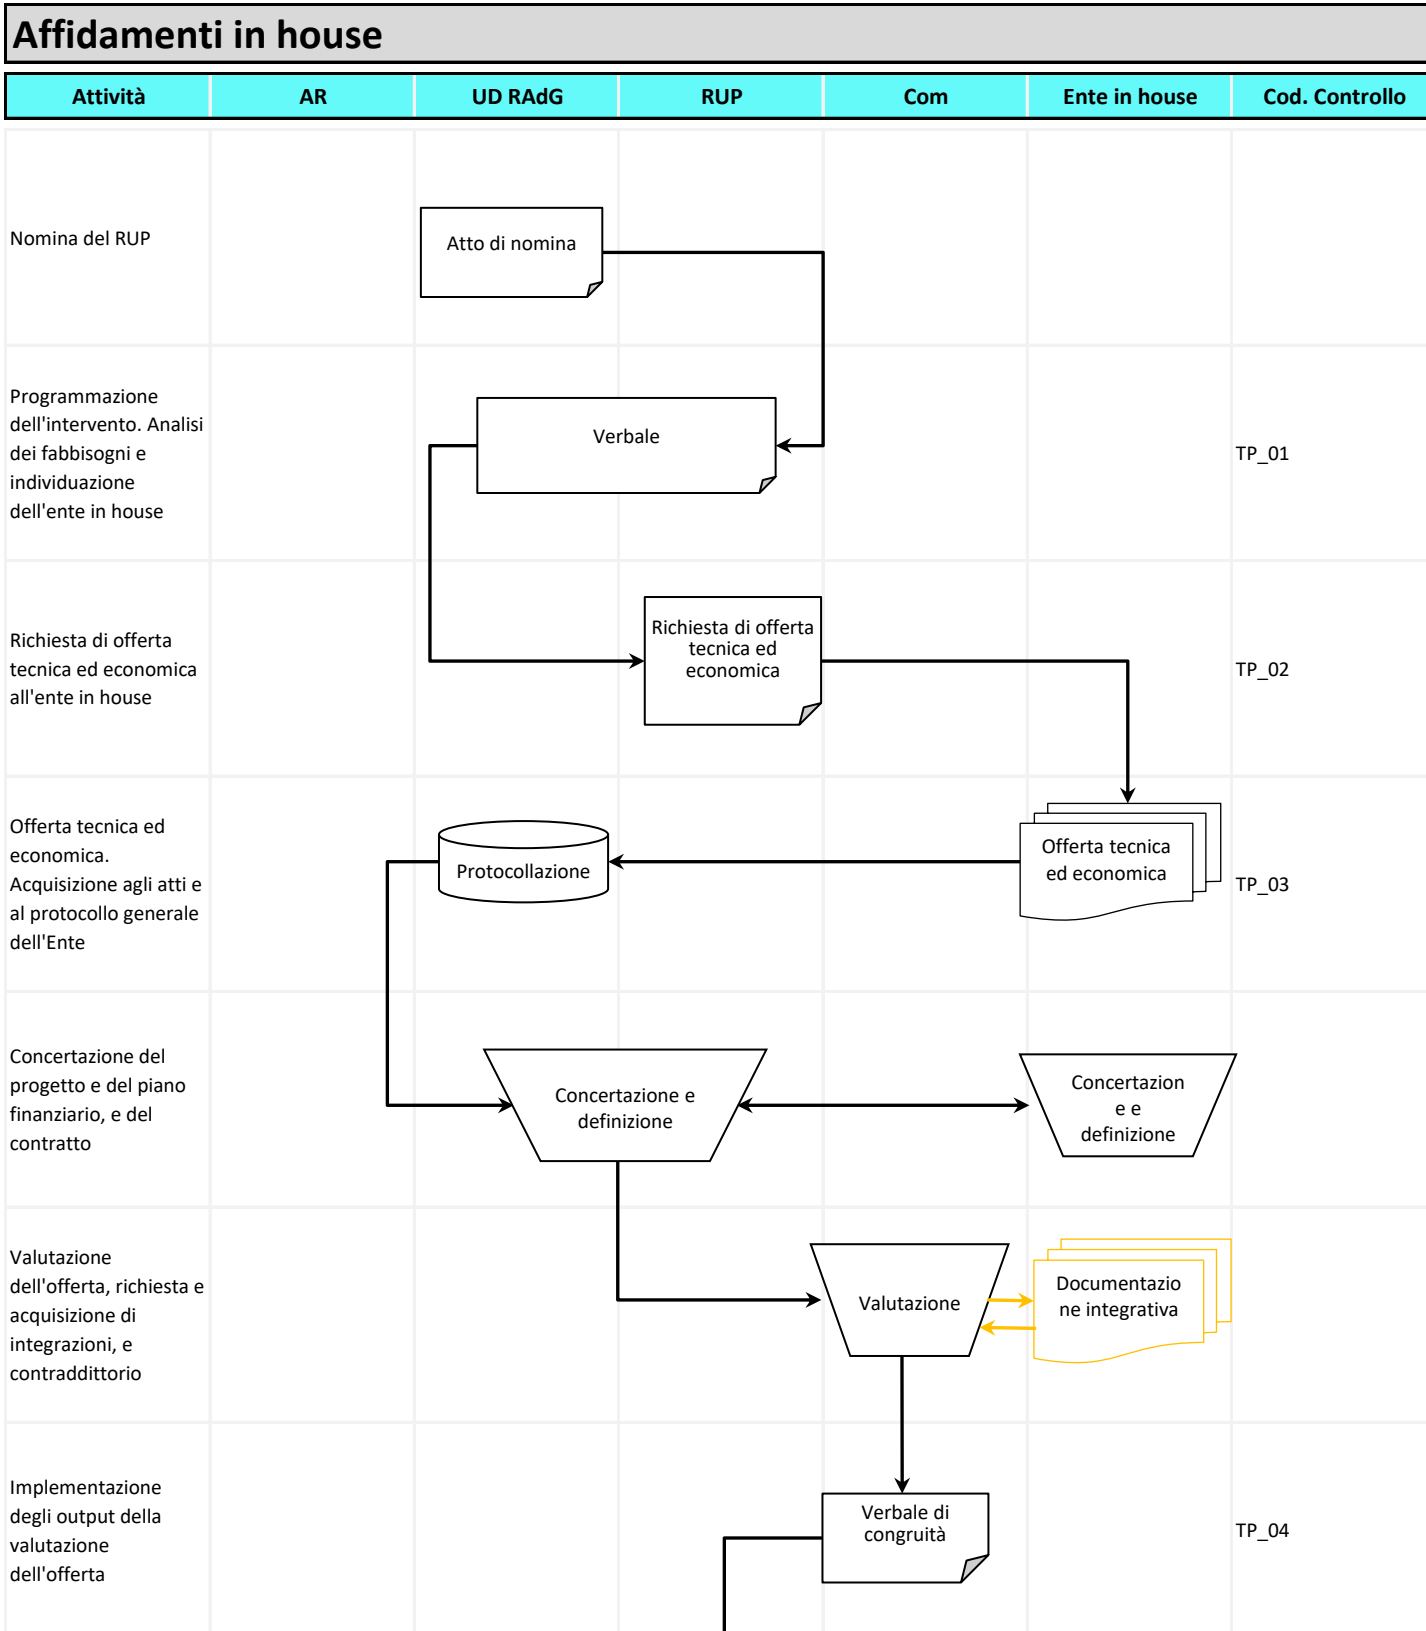 Affidamenti in house
Attività AR UD RAdG RUP Com Ente in house Cod. Controllo
Nomina del RUP
Atto di nomina
Programmazione
dell'intervento. Analisi
dei fabbisogni e
individuazione
dell'ente in house
Verbale
TP_01
Richiesta di offerta
tecnica ed economica
all'ente in house
Richiesta di offerta
tecnica ed
economica
TP_02
Offerta tecnica ed
economica.
Acquisizione agli atti e
al protocollo generale
dell'Ente
Protocollazione
Offerta tecnica
ed economica
TP_03
Concertazione del
progetto e del piano
finanziario, e del
contratto
Concertazione e
definizione
Concertazion
e e
definizione
Valutazione
dell'offerta, richiesta e
acquisizione di
integrazioni, e
contraddittorio
Valutazione
Documentazio
ne integrativa
Implementazione
degli output della
valutazione
dell'offerta
Verbale di
congruità
TP_04